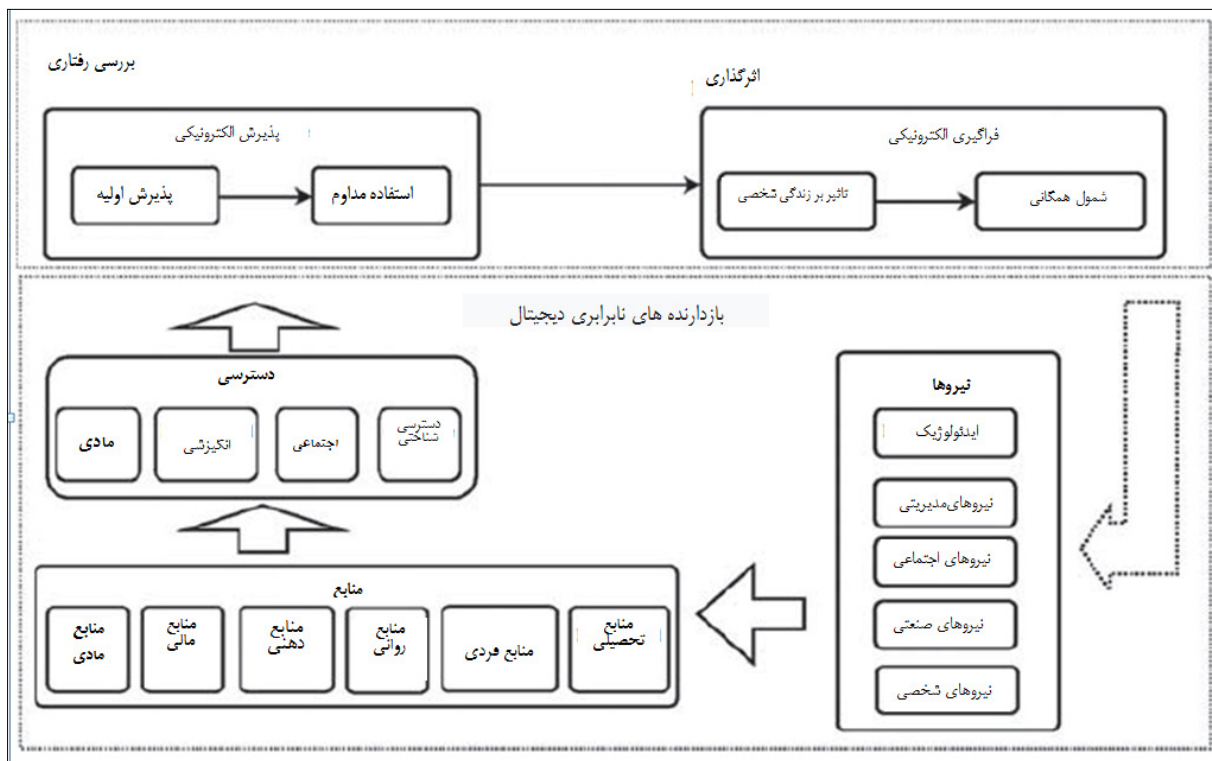 بررسی رفتاری
اثرگذاری
پذیرش الکترونیکی
فراگیری الکترونیکی
پذیرش اولیه
استفاده مداوم
تاثیر بر زندگی شخصی
شمول همگانی
بازدارنده های نابرابری دیجیتال
دسترسی
مادی
انگیزشی
اجتماعی
دسترسی
شناختی
نیروها
ایدئولوژیک
نیروهای مدیریتی
نیروهای اجتماعی
نیروهای صنعتی
نیروهای شخصی
منابع
منابع
مادی
منابع
مالی
منابع
دهنی
منابع
روانی
منابع فردی
منابع
تحصیلی